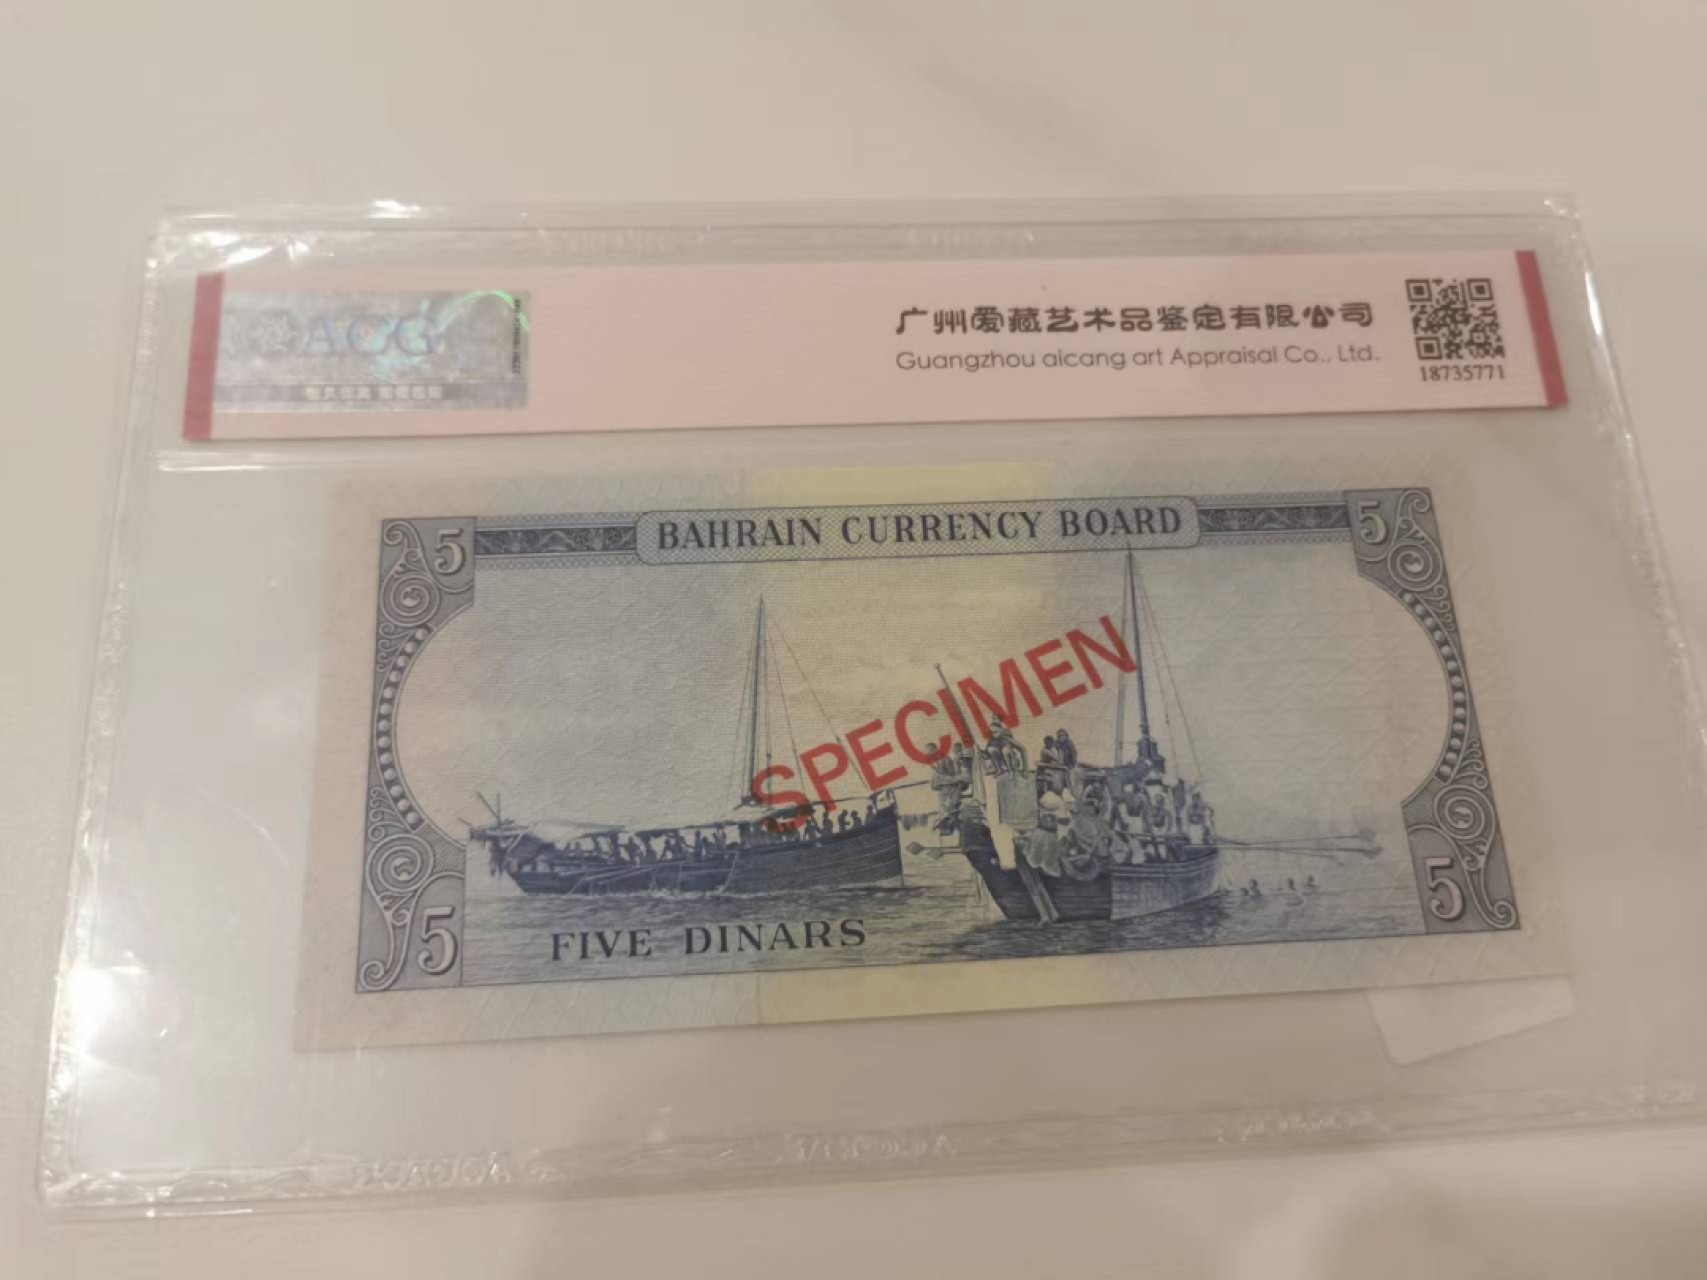 ACG
广州爱藏艺术品鉴定有限公司
Guangzhou aicang art Appraisal Co., Ltd.
18735771
5 BAHRAIN CURRENCY BOARD 5
SPECIMEN
5 FIVE DINARS 5